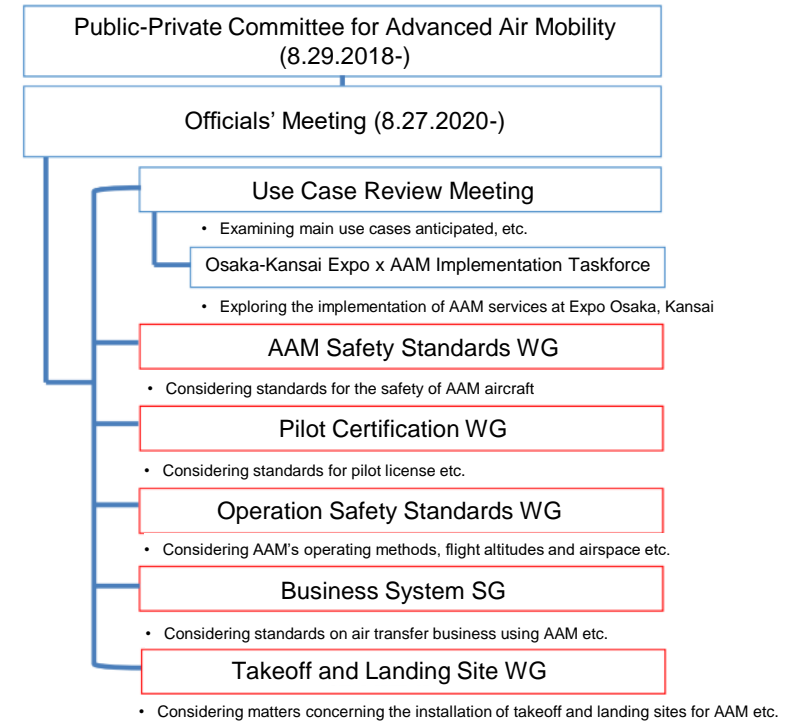 Public-Private Committee for Advanced Air Mobility
(8.29.2018-)
Officials’ Meeting (8.27.2020-)
Use Case Review Meeting
• Examining main use cases anticipated, etc.
Osaka-Kansai Expo x AAM Implementation Taskforce
• Exploring the implementation of AAM services at Expo Osaka, Kansai
AAM Safety Standards WG
• Considering standards for the safety of AAM aircraft
Pilot Certification WG
• Considering standards for pilot license etc.
Operation Safety Standards WG
• Considering AAM’s operating methods, flight altitudes and airspace etc.
Business System SG
• Considering standards on air transfer business using AAM etc.
Takeoff and Landing Site WG
• Considering matters concerning the installation of takeoff and landing sites for AAM etc.